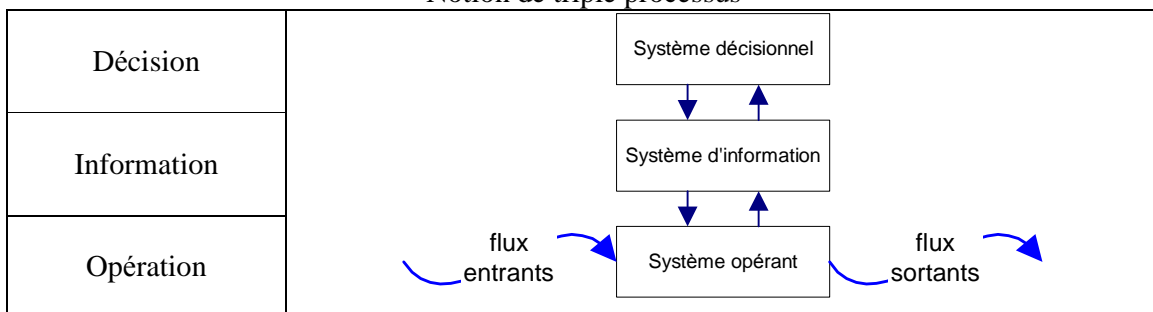 Notion de triple processus
Décision
Système décisionnel
Information
Système d'information
Opération
flux
entrants
Système opérant
flux
sortants